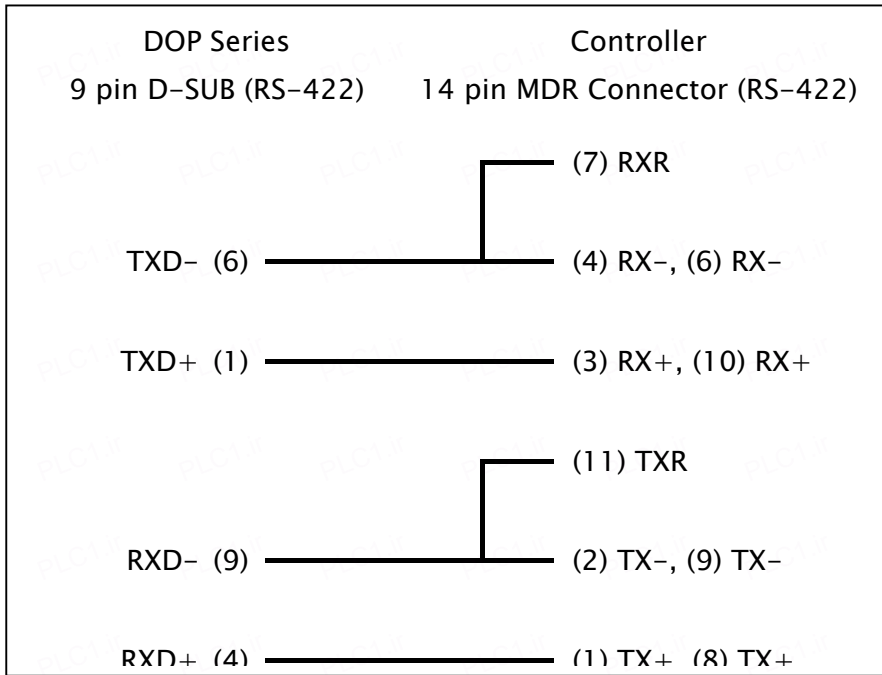 DOP Series Controller
9 pin D-SUB (RS-422) 14 pin MDR Connector (RS-422)
(7) RXR
TXD- (6) (4) RX-, (6) RX-
TXD+ (1) (3) RX+, (10) RX+
(11) TXR
RXD- (9) (2) TX-, (9) TX-
RXD+ (4) (1) TX+, (8) TX+
PLC1.ir